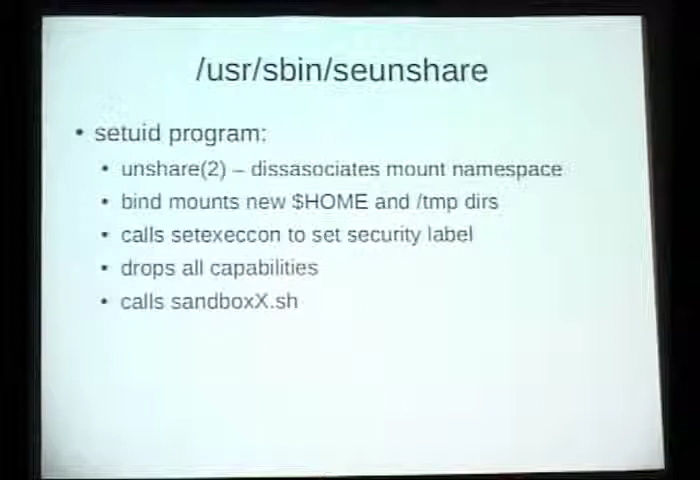 /usr/sbin/seunshare
• setuid program:
• unshare(2) – dissasociates mount namespace
• bind mounts new $HOME and /tmp dirs
• calls setexeccon to set security label
• drops all capabilities
• calls sandboxX.sh